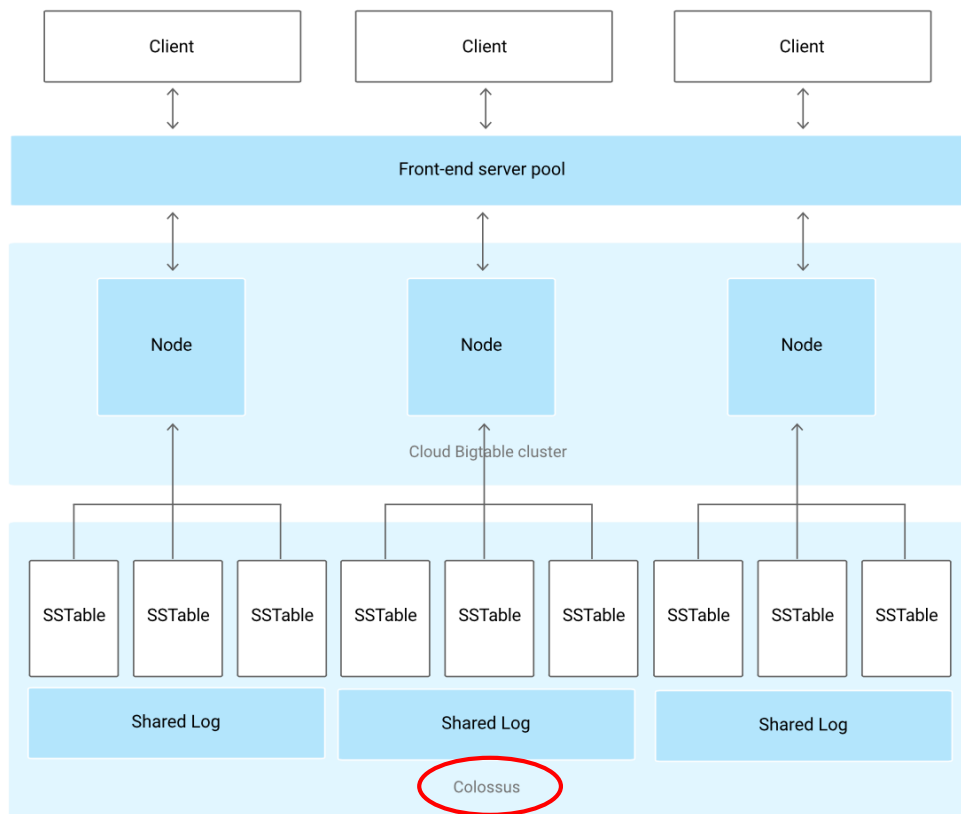 Client
Client
Client
Front-end server pool
Node
Node
Node
Cloud Bigtable cluster
SSTable
SSTable
SSTable
SSTable
SSTable
SSTable
SSTable
SSTable
SSTable
Shared Log
Shared Log
Shared Log
Colossus